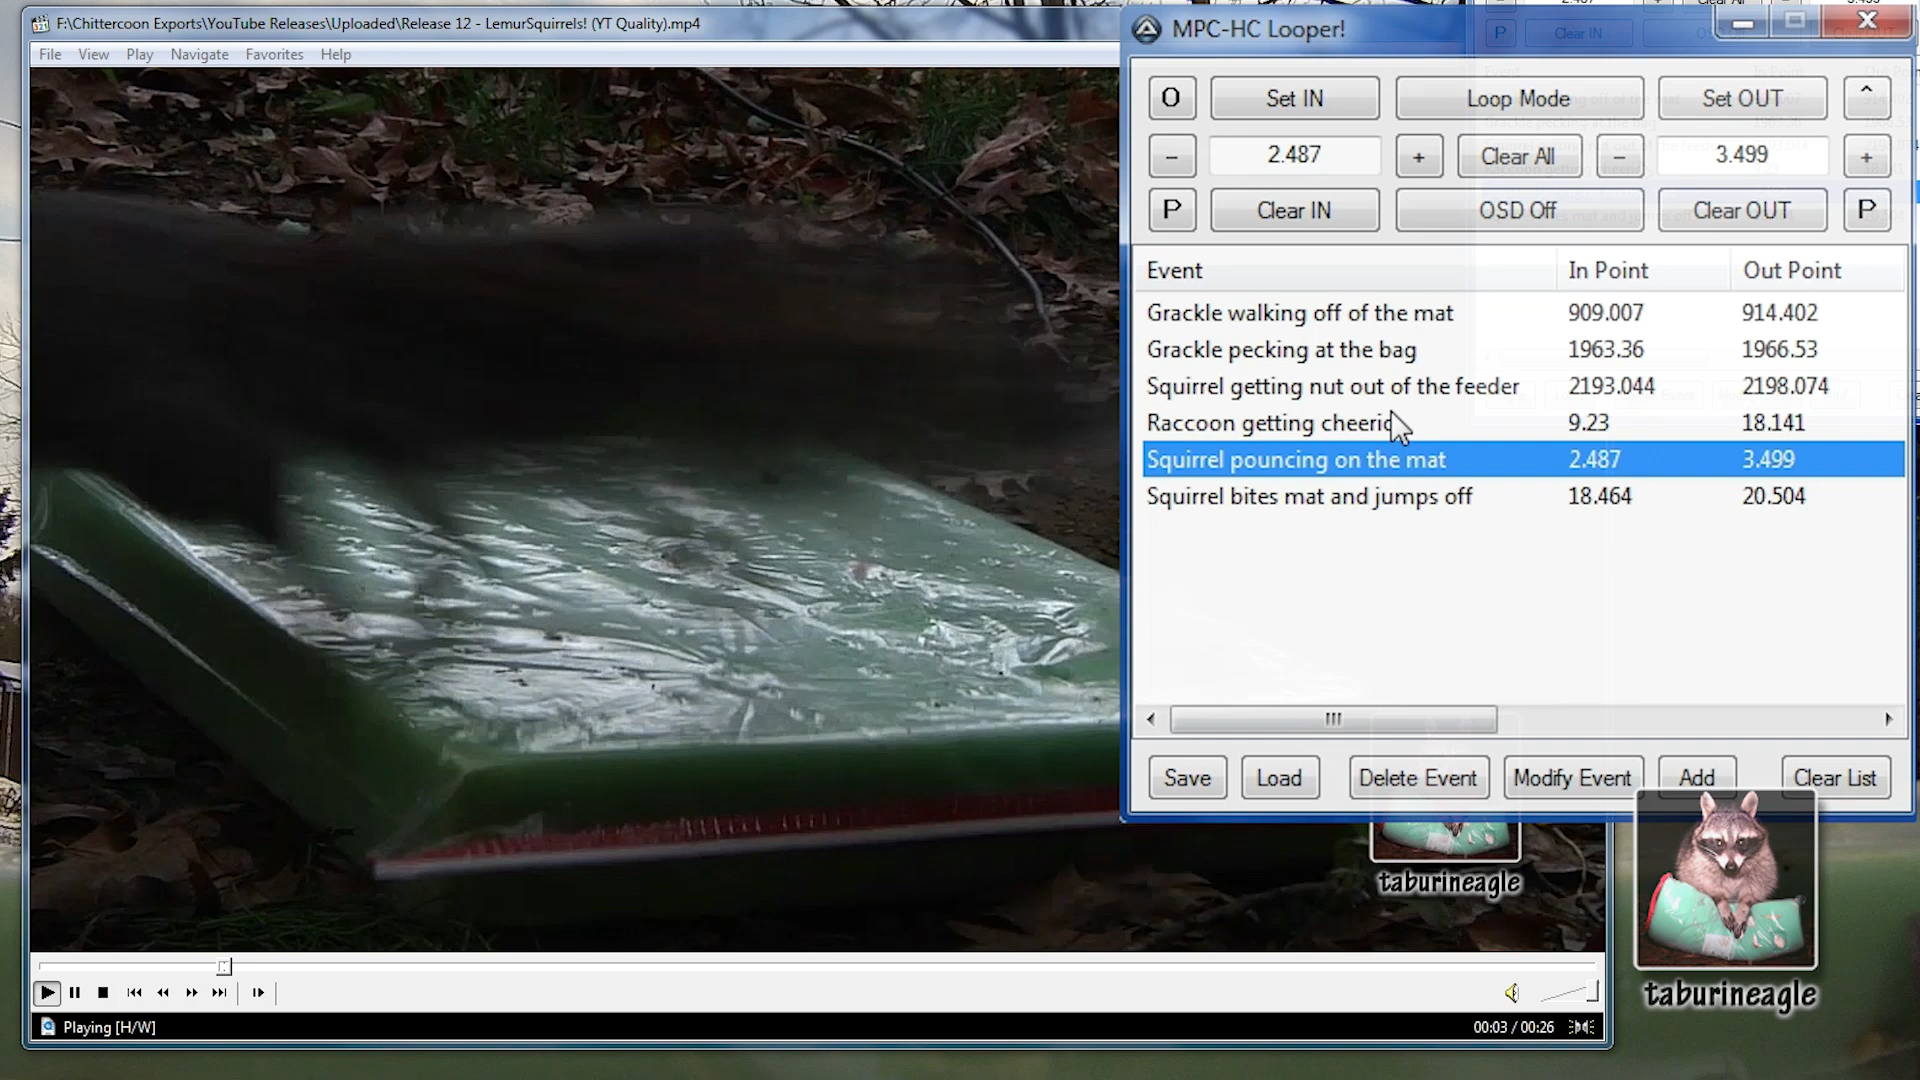 F:\Chittercoon Exports\YouTube Releases\Uploaded\Release 12 - LemurSquirrels! (YT Quality).mp4
File View Play Navigate Favorites Help
MPC-HC Looper!
O Set IN Loop Mode Set OUT ^
- 2.487 + Clear All - 3.499 +
P Clear IN OSD Off Clear OUT P
Event In Point Out Point
Grackle walking off of the mat 909.007 914.402
Grackle pecking at the bag 1963.36 1966.53
Squirrel getting nut out of the feeder 2193.044 2198.074
Raccoon getting cheerio 9.23 18.141
Squirrel pouncing on the mat 2.487 3.499
Squirrel bites mat and jumps off 18.464 20.504
Save Load Delete Event Modify Event Add Clear List
taburineagle
taburineagle
Playing [H/W] 00:03 / 00:26